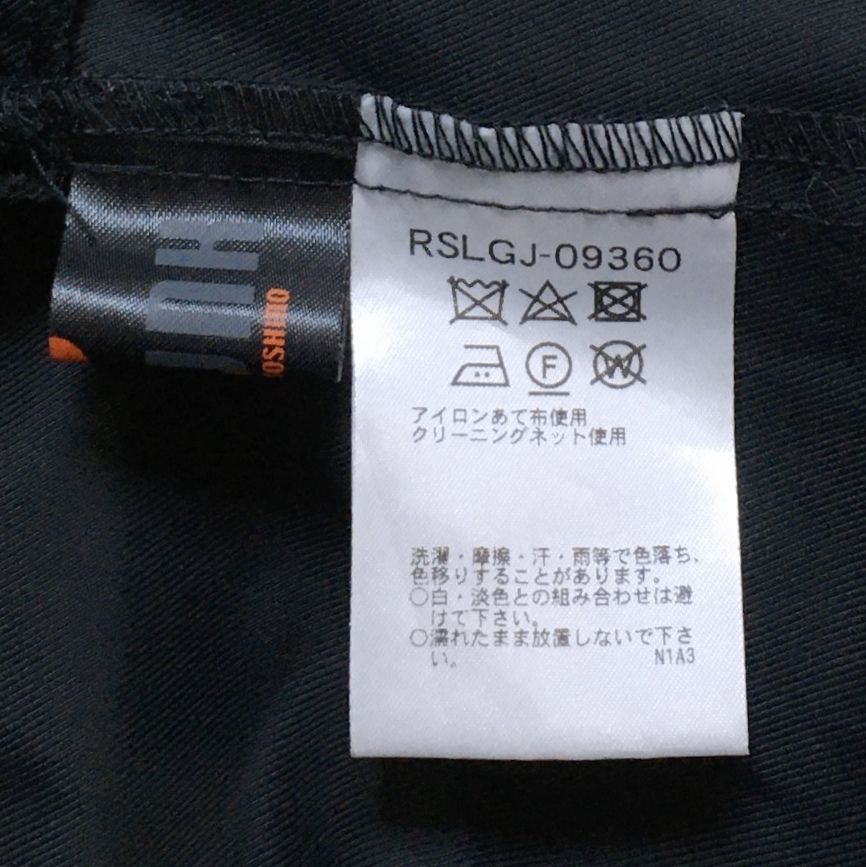 RSLGJ-09360
F
W
アイロンあて布使用
クリーニングネット使用
洗濯・摩擦・汗・雨等で色落ち、
色移りすることがあります。
○白・淡色との組み合わせは避
けて下さい。
○濡れたまま放置しないで下さ
い。 N1A3